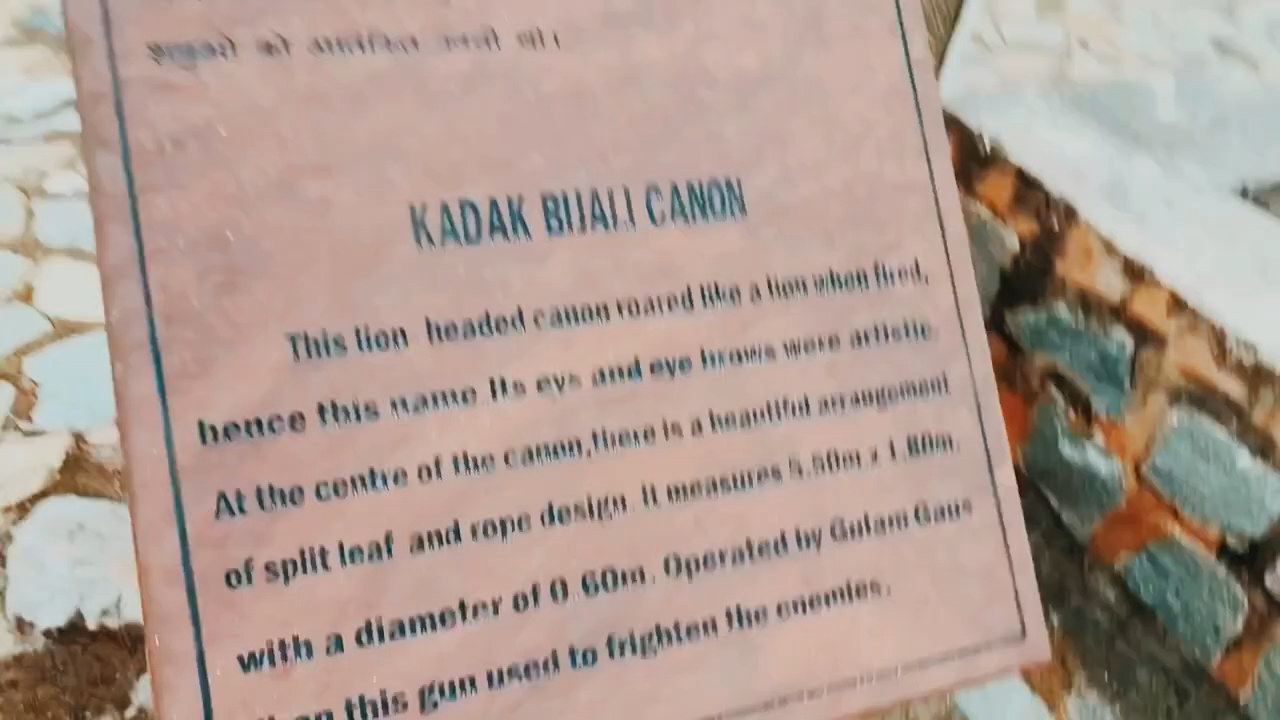 को आतंकित करती थी।
KADAK BIJALI CANON
This lion headed canon roared like a lion when fired,
hence this name. Its eys and eye brows were artistic.
At the centre of the canon, there is a beautiful arrangement
of split leaf and rope design. It measures 5.50m x 1.80m.
with a diameter of 0.60m. Operated by Gulam Gaus
this gun used to frighten the enemies.